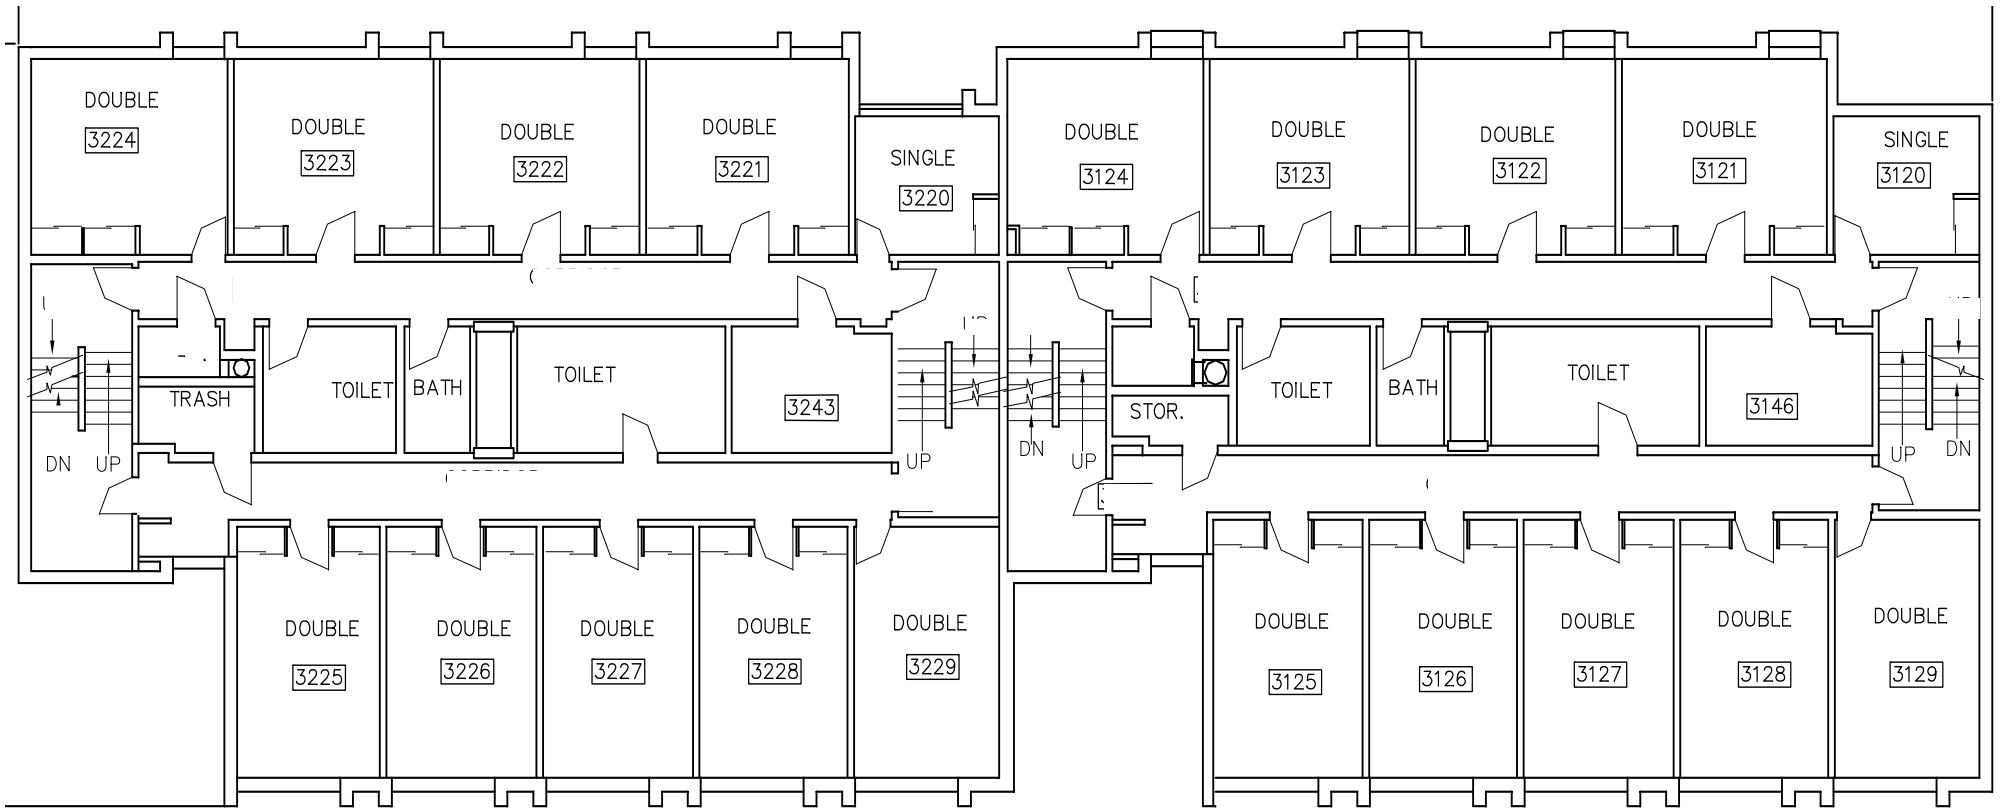 DOUBLE
3224
DOUBLE
3223
DOUBLE
3222
DOUBLE
3221
SINGLE
3220
DOUBLE
3124
DOUBLE
3123
DOUBLE
3122
DOUBLE
3121
SINGLE
3120
TRASH
TOILET
BATH
TOILET
3243
DN
UP
UP
DN
UP
STOR.
TOILET
BATH
TOILET
3146
UP
DN
DOUBLE
3225
DOUBLE
3226
DOUBLE
3227
DOUBLE
3228
DOUBLE
3229
DOUBLE
3125
DOUBLE
3126
DOUBLE
3127
DOUBLE
3128
DOUBLE
3129